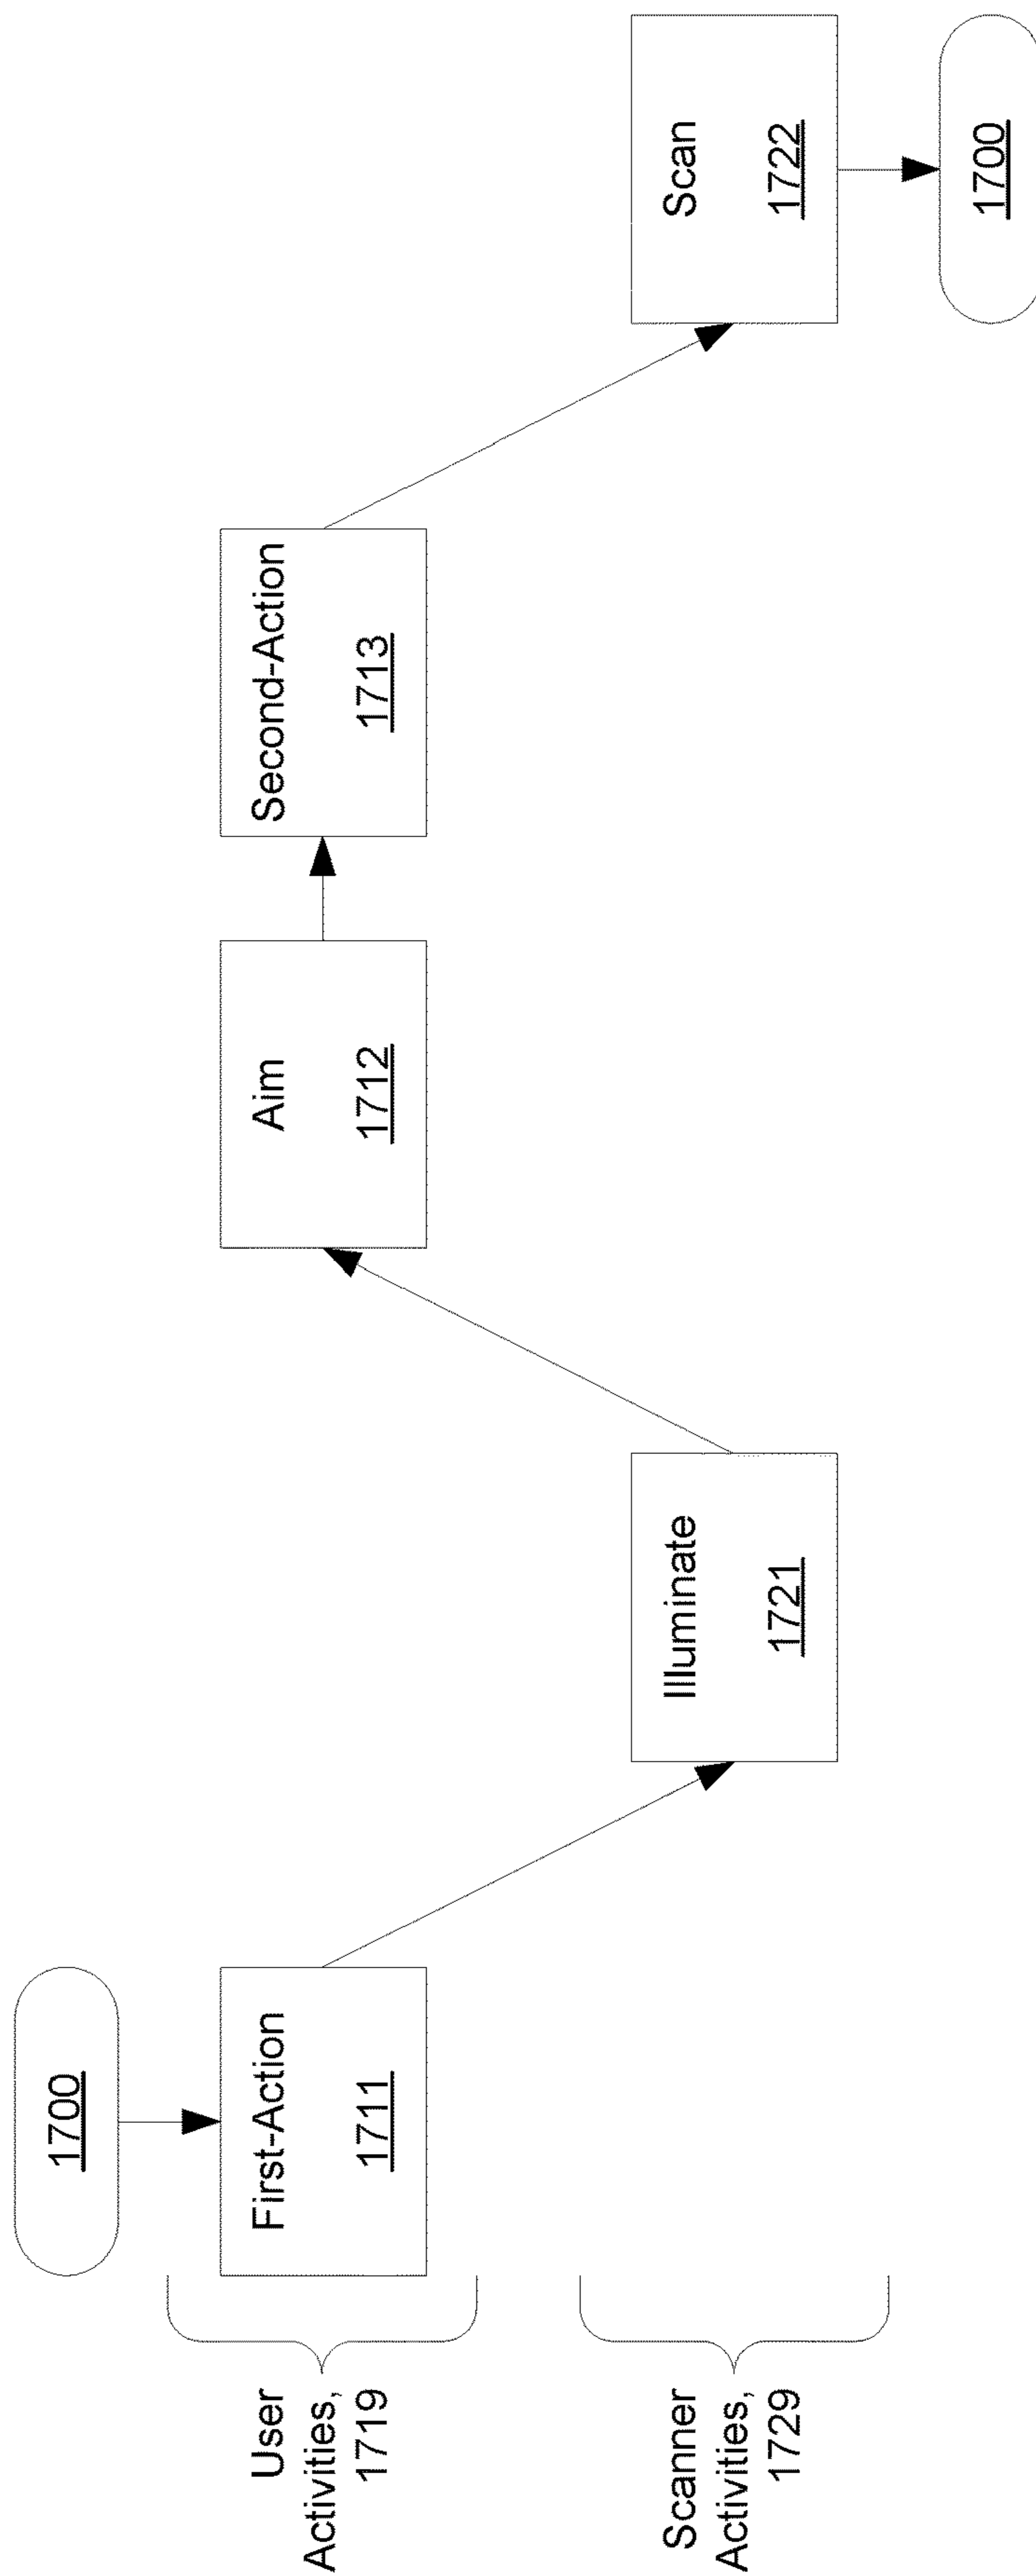 1700
User
Activities,
1719
First-Action
1711
Aim
1712
Second-Action
1713
Scanner
Activities,
1729
Illuminate
1721
Scan
1722
1700